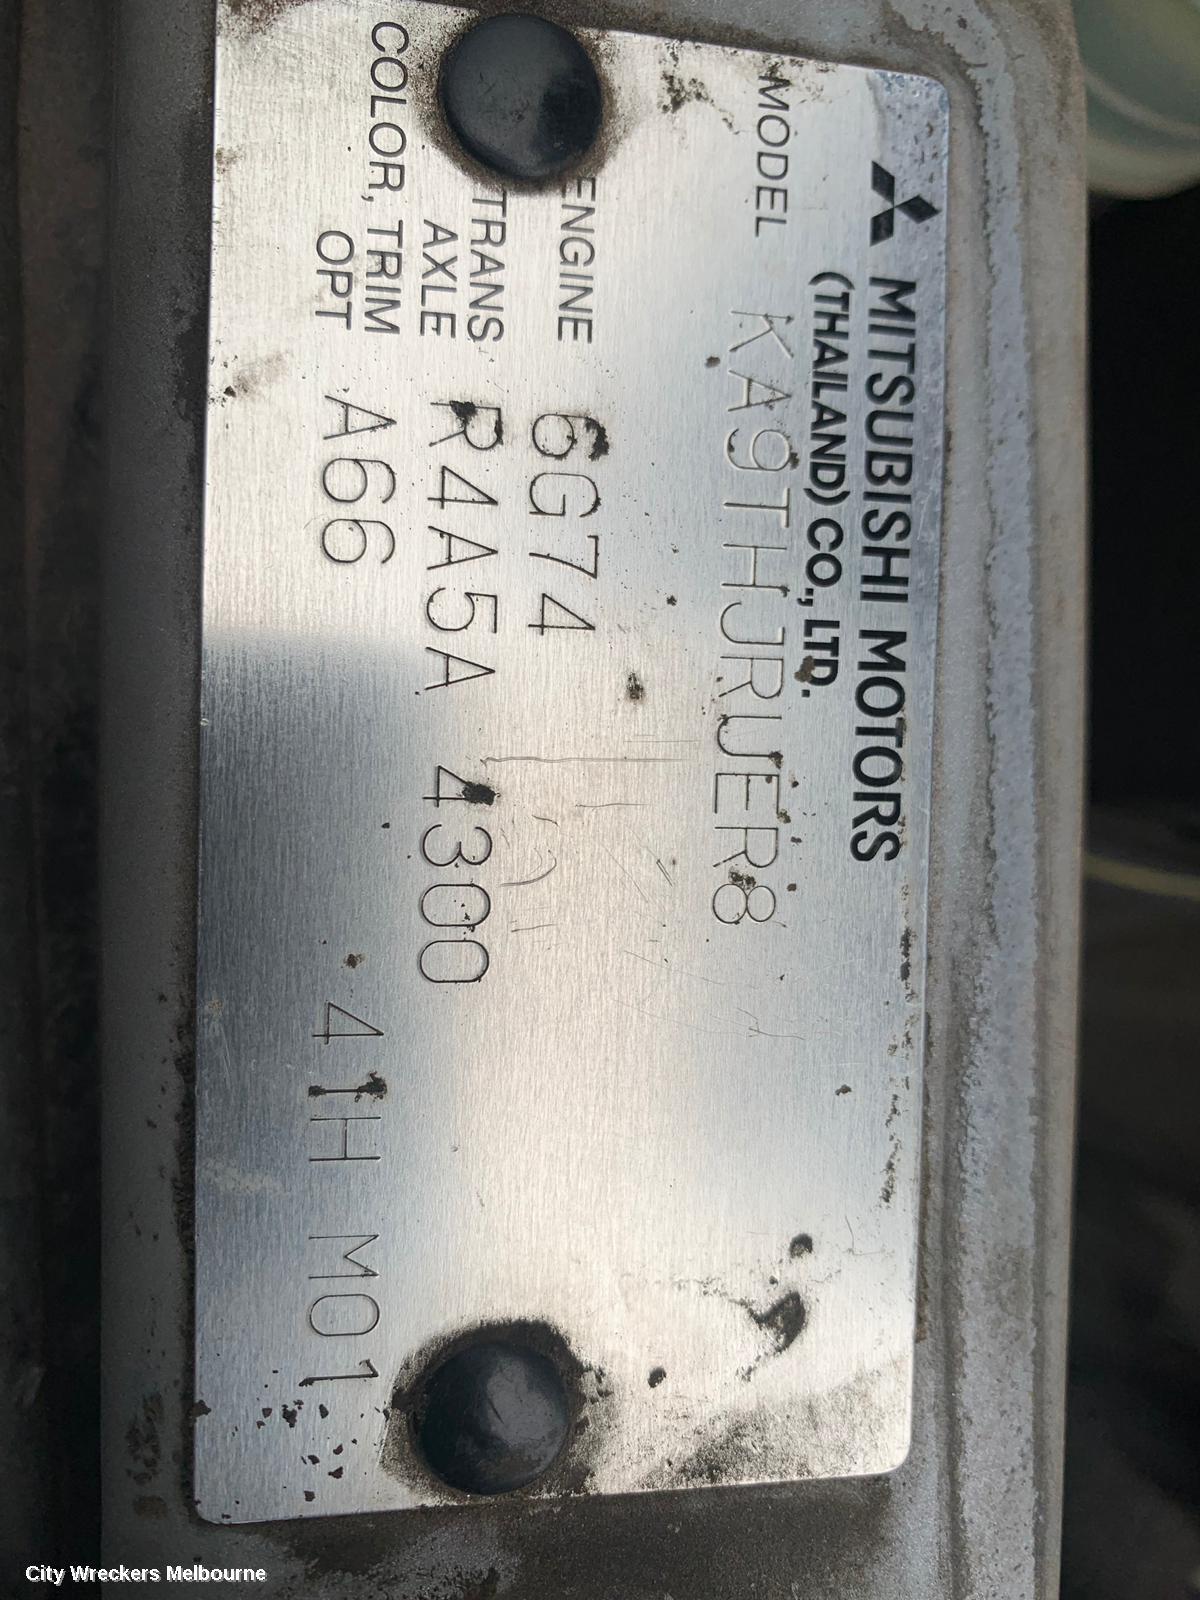 MITSUBISHI MOTORS
(THAILAND) CO., LTD.
MODEL KA9THJRUER8
ENGINE 6G74
TRANS
AXLE R4A5A 4300
COLOR, TRIM
OPT A66 41H M01
City Wreckers Melbourne